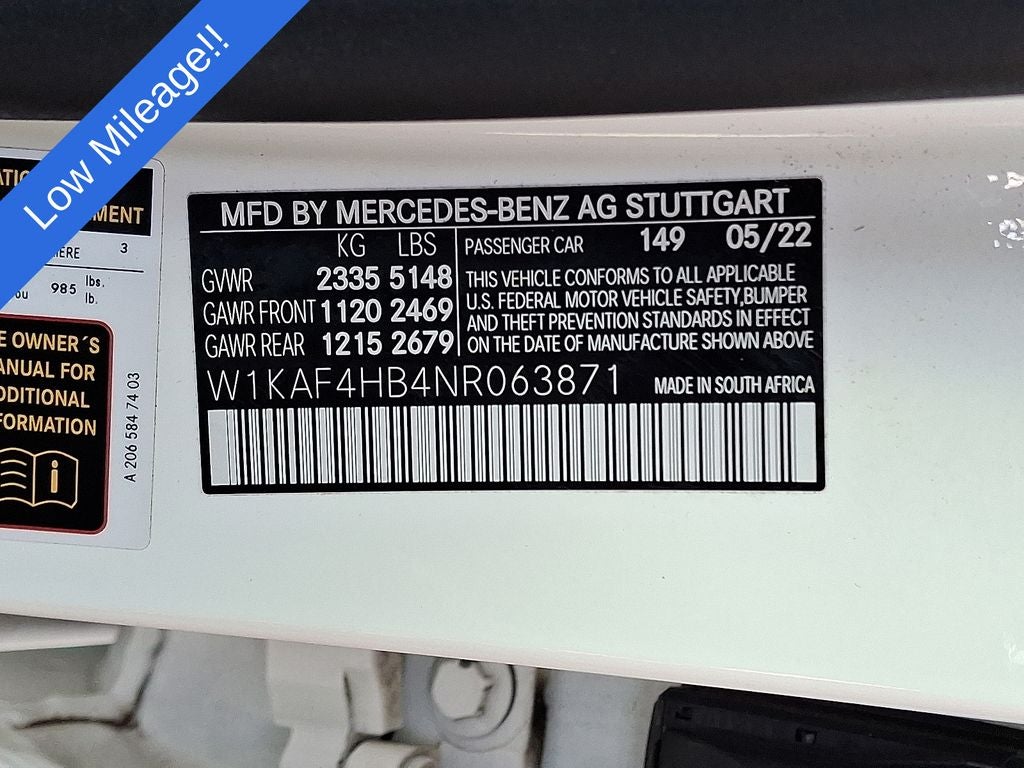 Low Mileage!!
MENT
3
985 lbs.
lb.
E OWNER´S
ANUAL FOR
DDITIONAL
FORMATION
i
A 206 584 74 03
MFD BY MERCEDES-BENZ AG STUTTGART
KG LBS
GVWR 2335 5148
GAWR FRONT 1120 2469
GAWR REAR 1215 2679
PASSENGER CAR 149 05/22
THIS VEHICLE CONFORMS TO ALL APPLICABLE
U.S. FEDERAL MOTOR VEHICLE SAFETY,BUMPER
AND THEFT PREVENTION STANDARDS IN EFFECT
ON THE DATE OF MANUFACTURE SHOWN ABOVE
W1KAF4HB4NR063871 MADE IN SOUTH AFRICA